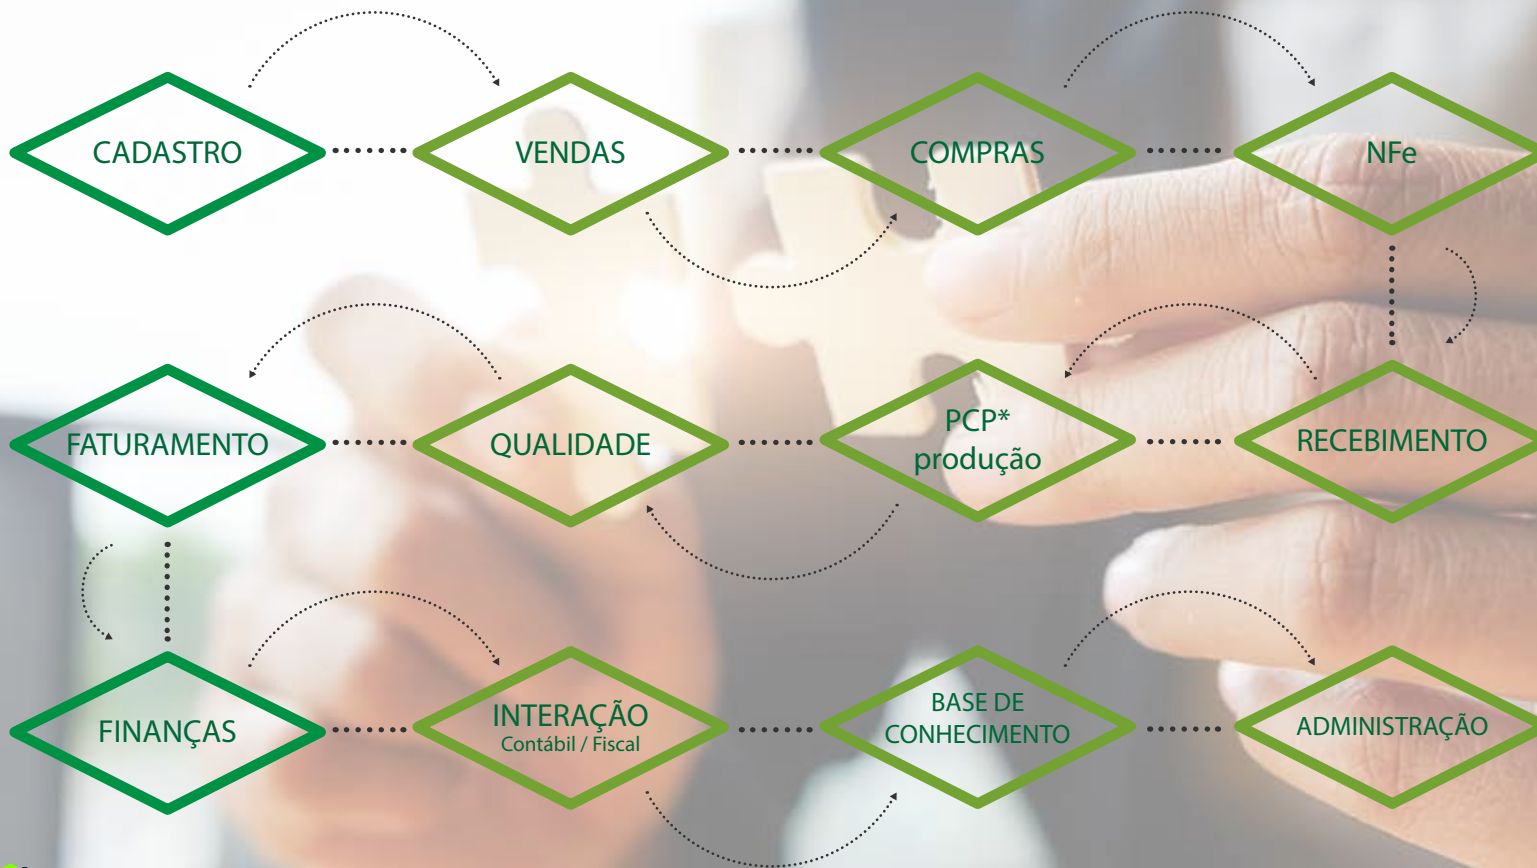 CADASTRO
VENDAS
COMPRAS
NFe
FATURAMENTO
QUALIDADE
PCP*
produção
RECEBIMENTO
FINANÇAS
INTERAÇÃO
Contábil / Fiscal
BASE DE
CONHECIMENTO
ADMINISTRAÇÃO